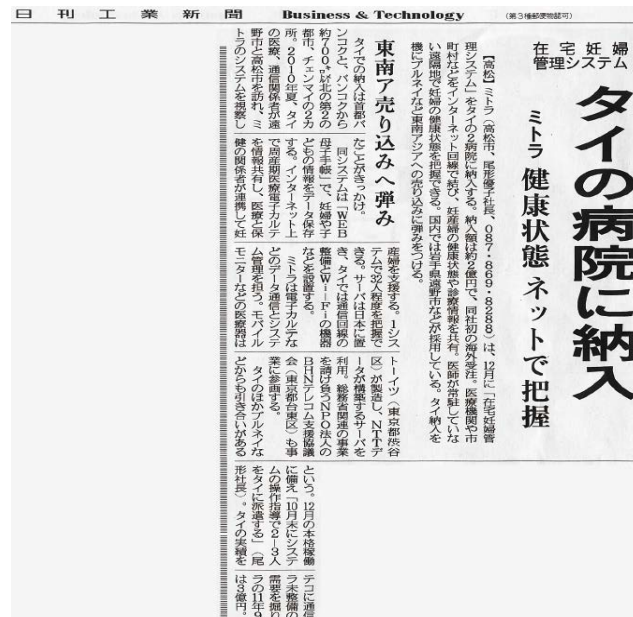 日刊工業新聞 Business & Technology (第3種郵便物認可)
在宅妊婦
管理システム
タイの病院に納入
ミトラ 健康状態 ネットで把握
【高松】ミトラ（高松市、尾形優子社長、087・869・8288）は、12月に「在宅妊婦管
理システム」をタイの2病院に納入する。納入額は約2億円で、同社初の海外受注。医療機関や市
町村などをインターネット回線で結び、妊産婦の健康状態や診療情報を共有。医師が常駐していな
い遠隔地で妊婦の健康状態を把握できる。国内では岩手県遠野市などが採用している。タイ納入を
機にブルネイなど東南アジアへの売り込みに弾みをつける。
東南ア売り込みへ弾み
タイでの納入は首都バ
ンコクと、バンコクから
約700㌔㍍北の第2の
都市、チェンマイの2カ
所。2010年夏、タイ
の医療、通信関係者が遠
野市と高松市を訪れ、ミ
トラのシステムを視察し
たことがきっかけ。
同システムは「WEB
母子手帳」で、妊婦や子
どもの情報をデータ保存
する。インターネット上
で周産期医療電子カルテ
を情報共有し、医療と保
健の関係者が連携して妊
産婦を支援する。1シス
テムで32人程度を把握で
きる。サーバは日本に置
き、タイでは通信回線の
整備とWi―Fiの機器
などを設置する。
ミトラは電子カルテな
どのデータ通信とシステ
ム管理を担う。モバイル
モニターなどの医療器は
トーイツ（東京都渋谷
区）が製造し、NTTデ
ータが構築するサーバを
利用。総務省関連の事業
を請け負うNPO法人の
BHNテレコム支援協議
会（東京都台東区）も事
業に参画する。
タイのほかブルネイな
どからも引き合いがある
という。12月の本格稼働
に備え「10月末にシステ
ムの操作指導で2―3人
をタイに派遣する」（尾
形社長）。タイの実績を
テコに通信
ラ未整備の
需要を掘り
ラの11年9
は3億円。